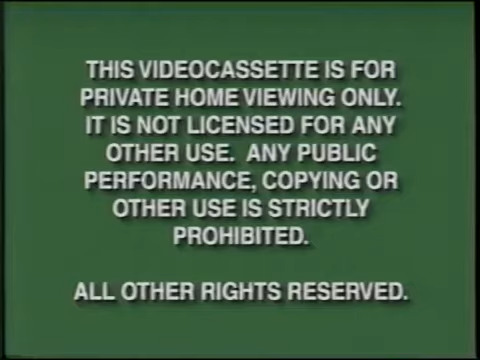 THIS VIDEOCASSETTE IS FOR
PRIVATE HOME VIEWING ONLY.
IT IS NOT LICENSED FOR ANY
OTHER USE. ANY PUBLIC
PERFORMANCE, COPYING OR
OTHER USE IS STRICTLY
PROHIBITED.
ALL OTHER RIGHTS RESERVED.